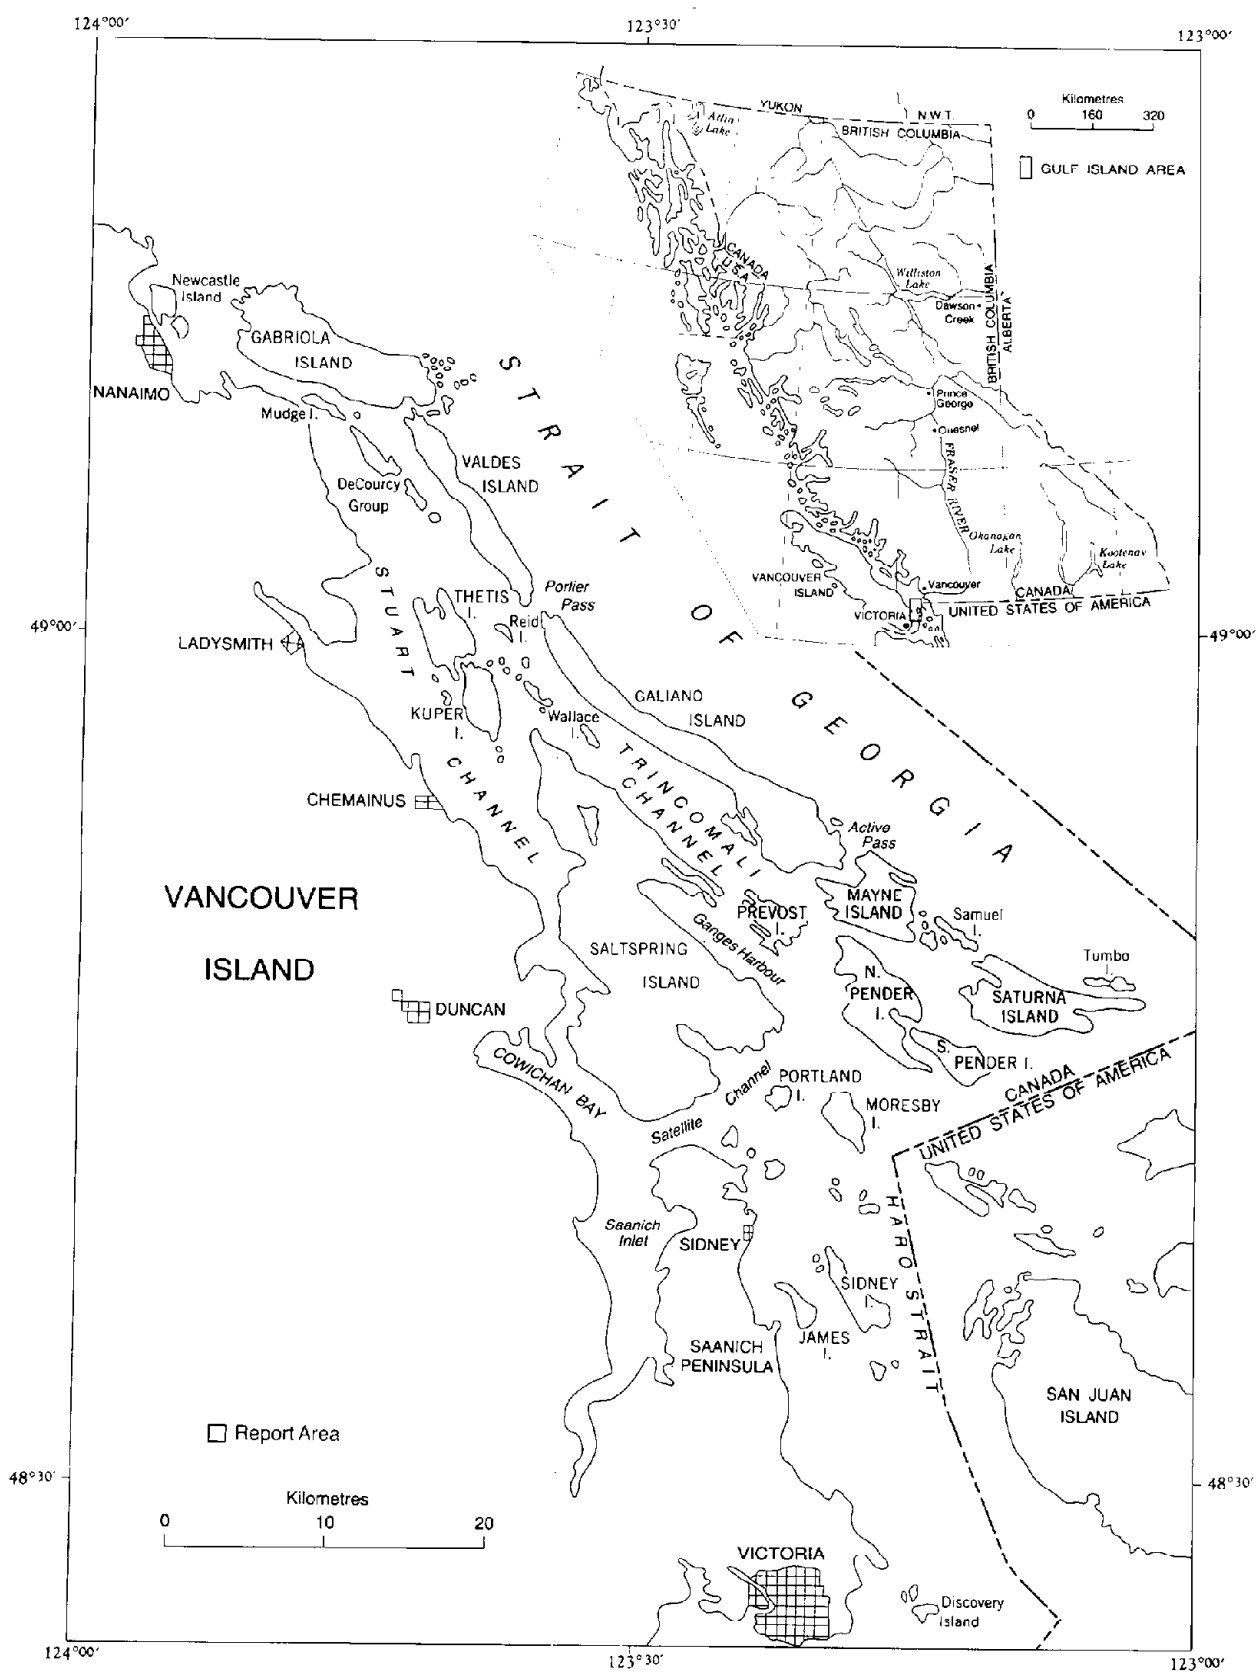 124°00'
123°30'
123°00'
Kilometres
0 160 320
GULF ISLAND AREA
YUKON
N.W.T.
BRITISH COLUMBIA
Atlin
Lake
CANADA
U.S.A.
Williston
Lake
Dawson
Creek
BRITISH COLUMBIA
ALBERTA
Prince
George
Quesnel
FRASER RIVER
Okanagan
Lake
Kootenay
Lake
VANCOUVER
ISLAND
Vancouver
VICTORIA
CANADA
UNITED STATES OF AMERICA
Newcastle
Island
GABRIOLA
ISLAND
NANAIMO
Mudge I.
STRAIT OF GEORGIA
VALDES
ISLAND
DeCourcy
Group
STUART CHANNEL
THETIS
I.
Porlier
Pass
Reid
I.
49°00'
49°00'
LADYSMITH
KUPER
I.
Wallace
I.
GALIANO
ISLAND
TRINCOMALI
CHANNEL
CHEMAINUS
Active
Pass
VANCOUVER
ISLAND
MAYNE
ISLAND
PREVOST
I.
Samuel
I.
Ganges Harbour
SALTSPRING
ISLAND
Tumbo
I.
N.
PENDER
I.
SATURNA
ISLAND
DUNCAN
S.
PENDER I.
COWICHAN BAY
Satellite Channel
PORTLAND
I.
MORESBY
I.
CANADA
UNITED STATES OF AMERICA
Saanich
Inlet
SIDNEY
HARO STRAIT
SIDNEY
I.
JAMES
I.
SAANICH
PENINSULA
SAN JUAN
ISLAND
Report Area
48°30'
48°30'
Kilometres
0 10 20
VICTORIA
Discovery
Island
124°00'
123°30'
123°00'